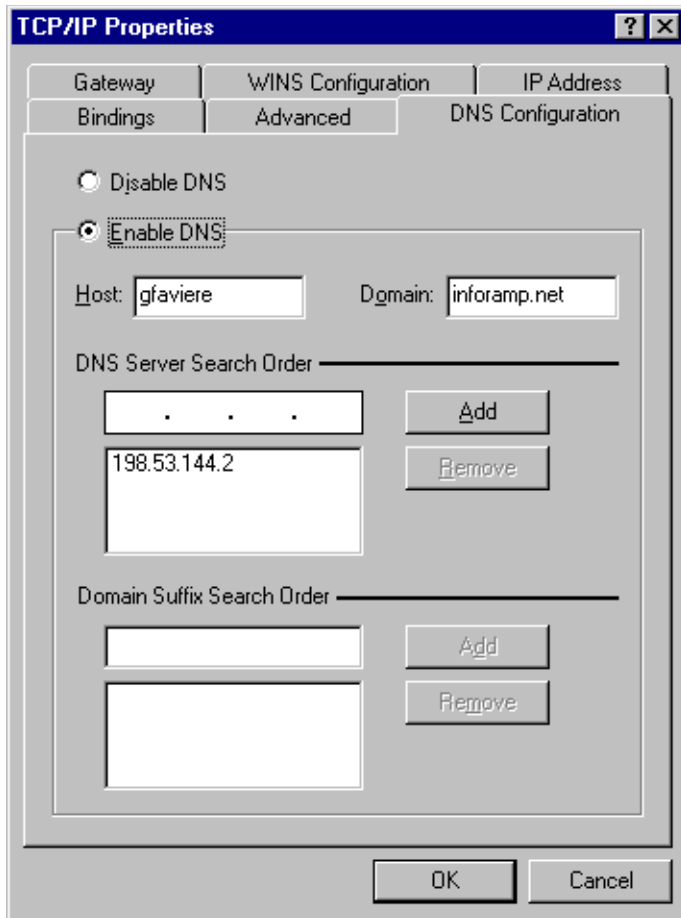 TCP/IP Properties
Gateway WINS Configuration IP Address
Bindings Advanced DNS Configuration
Disable DNS
Enable DNS
Host: gfaviere Domain: inforamp.net
DNS Server Search Order
. . . Add
198.53.144.2 Remove
Domain Suffix Search Order
Add
Remove
OK Cancel